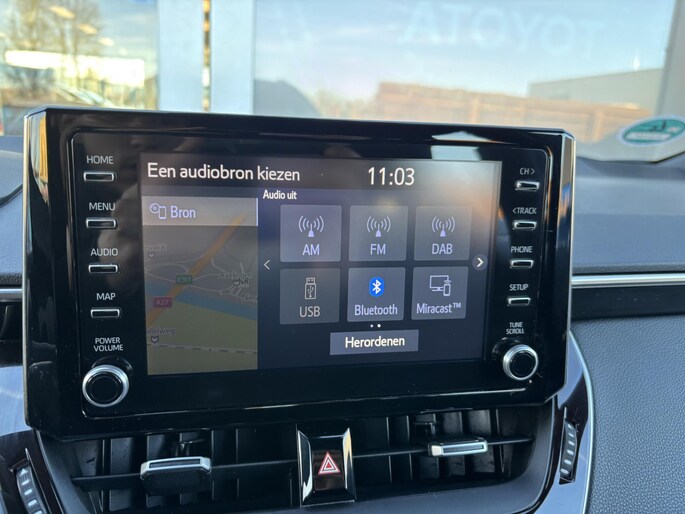 TOYOTA
HOME
MENU
AUDIO
MAP
POWER
VOLUME
Een audiobron kiezen
11:03
Bron
Audio uit
AM
FM
DAB
USB
Bluetooth
Miracast™
Herordenen
CH >
< TRACK
PHONE
SETUP
TUNE
SCROLL